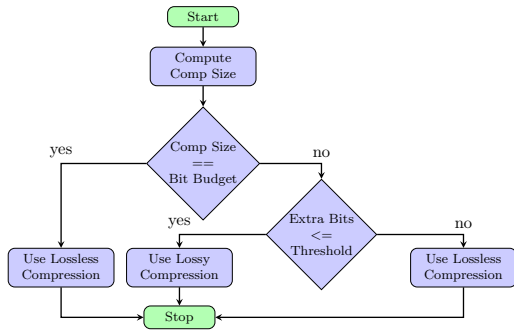 Start
Compute
Comp Size
Comp Size
==
Bit Budget
yes
no
Extra Bits
<=
Threshold
yes
no
Use Lossless
Compression
Use Lossy
Compression
Use Lossless
Compression
Stop